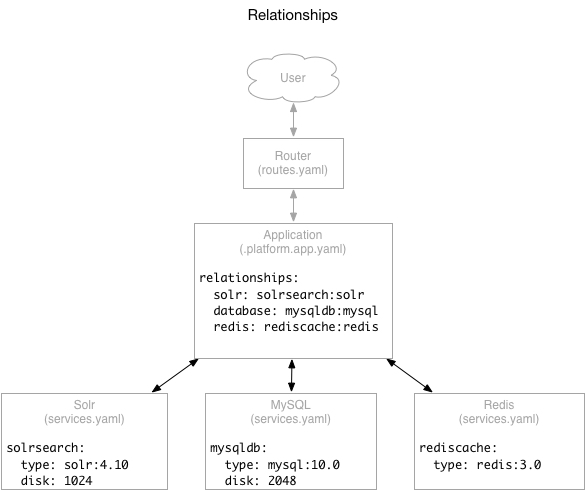 Relationships
User
Router
(routes.yaml)
Application
(.platform.app.yaml)
relationships:
solr: solrsearch:solr
database: mysqldb:mysql
redis: rediscache:redis
Solr
(services.yaml)
solrsearch:
type: solr:4.10
disk: 1024
MySQL
(services.yaml)
mysqldb:
type: mysql:10.0
disk: 2048
Redis
(services.yaml)
rediscache:
type: redis:3.0